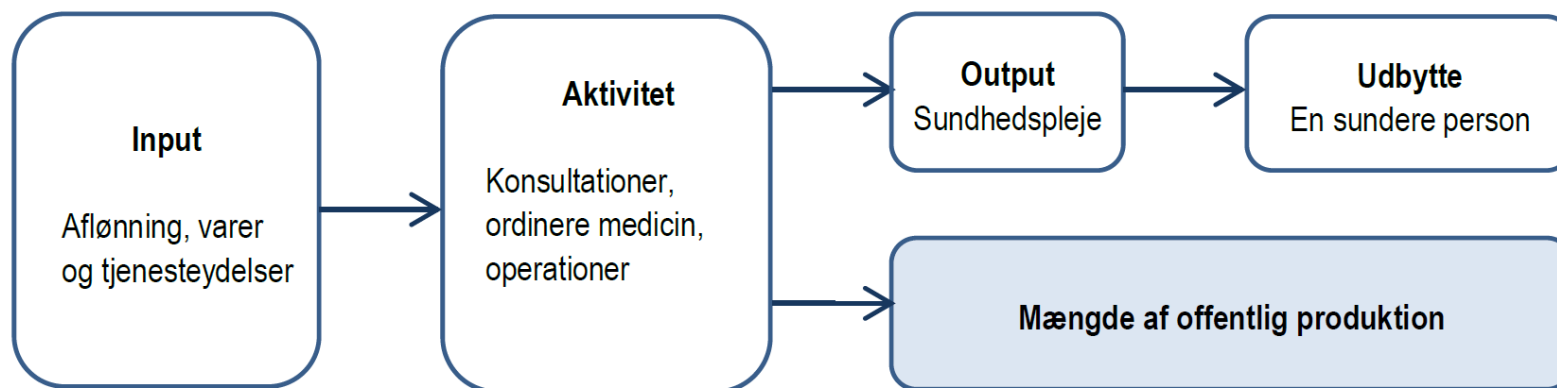 Input
Aflønning, varer
og tjenesteydelser
Aktivitet
Konsultationer,
ordinere medicin,
operationer
Output
Sundhedspleje
Udbytte
En sundere person
Mængde af offentlig produktion